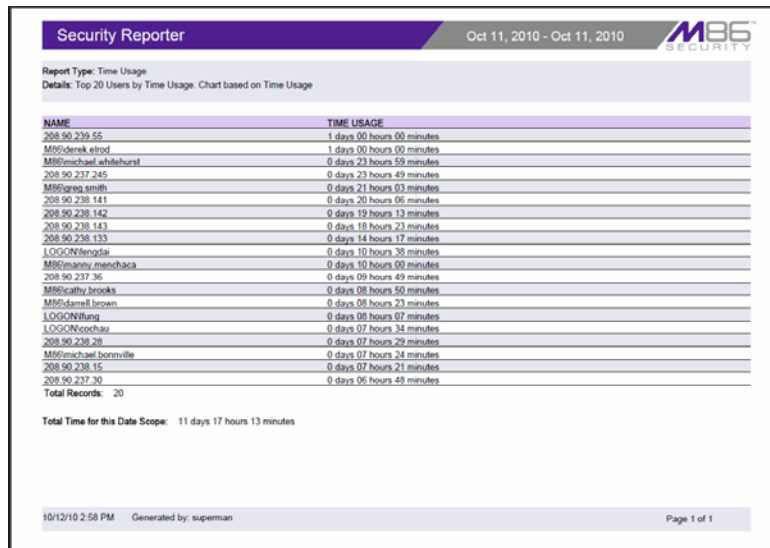 Security Reporter
Oct 11, 2010 - Oct 11, 2010
M86
SECURITY
Report Type: Time Usage
Details: Top 20 Users by Time Usage. Chart based on Time Usage
NAME TIME USAGE
208.90.239.55 1 days 00 hours 00 minutes
M86\derek.elrod 1 days 00 hours 00 minutes
M86\michael.whitehurst 0 days 23 hours 59 minutes
208.90.237.245 0 days 23 hours 49 minutes
M86\greg.smith 0 days 21 hours 03 minutes
208.90.238.141 0 days 20 hours 06 minutes
208.90.238.142 0 days 19 hours 13 minutes
208.90.238.143 0 days 18 hours 23 minutes
208.90.238.133 0 days 14 hours 17 minutes
LOGON\fengdai 0 days 10 hours 38 minutes
M86\manny.menchaca 0 days 10 hours 00 minutes
208.90.237.36 0 days 09 hours 49 minutes
M86\cathy.brooks 0 days 08 hours 50 minutes
M86\darrell.brown 0 days 08 hours 23 minutes
LOGON\lfung 0 days 08 hours 07 minutes
LOGON\cochau 0 days 07 hours 34 minutes
208.90.238.28 0 days 07 hours 29 minutes
M86\michael.bonnville 0 days 07 hours 24 minutes
208.90.238.15 0 days 07 hours 21 minutes
208.90.237.30 0 days 06 hours 48 minutes
Total Records: 20
Total Time for this Date Scope: 11 days 17 hours 13 minutes
10/12/10 2:58 PM Generated by: superman Page 1 of 1